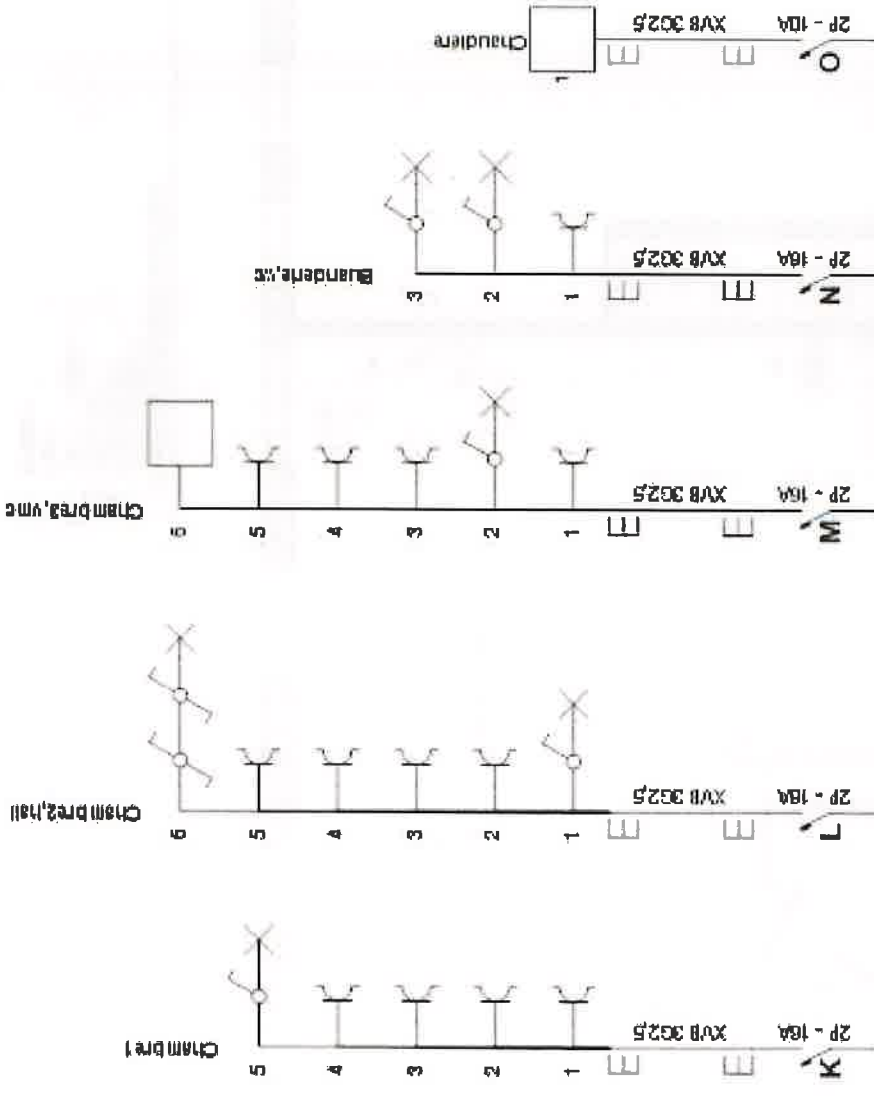 Chaudière
1
XVB 3G2,5
2P - 10A
O
Buanderie,wc
3
2
1
XVB 3G2,5
2P - 16A
N
Chambre3,vmc
6
5
4
3
2
1
XVB 3G2,5
2P - 16A
M
Chambre2,hall
6
5
4
3
2
1
XVB 3G2,5
2P - 16A
L
Chambre1
5
4
3
2
1
XVB 3G2,5
2P - 16A
K